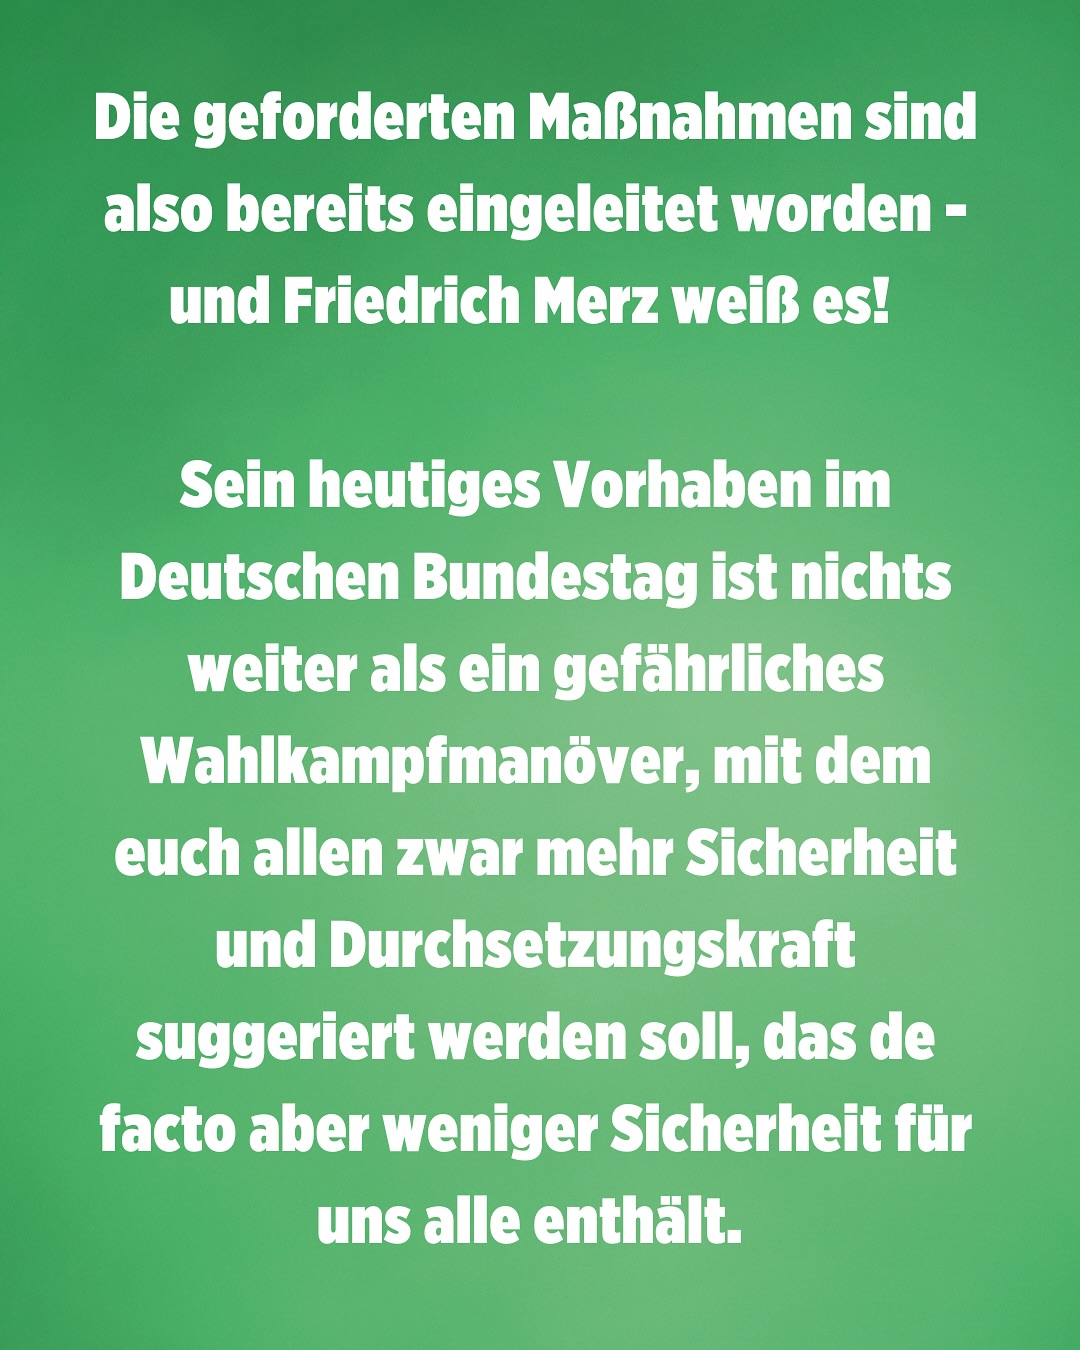 Die geforderten Maßnahmen sind
also bereits eingeleitet worden -
und Friedrich Merz weiß es!
Sein heutiges Vorhaben im
Deutschen Bundestag ist nichts
weiter als ein gefährliches
Wahlkampfmanöver, mit dem
euch allen zwar mehr Sicherheit
und Durchsetzungskraft
suggeriert werden soll, das de
facto aber weniger Sicherheit für
uns alle enthält.